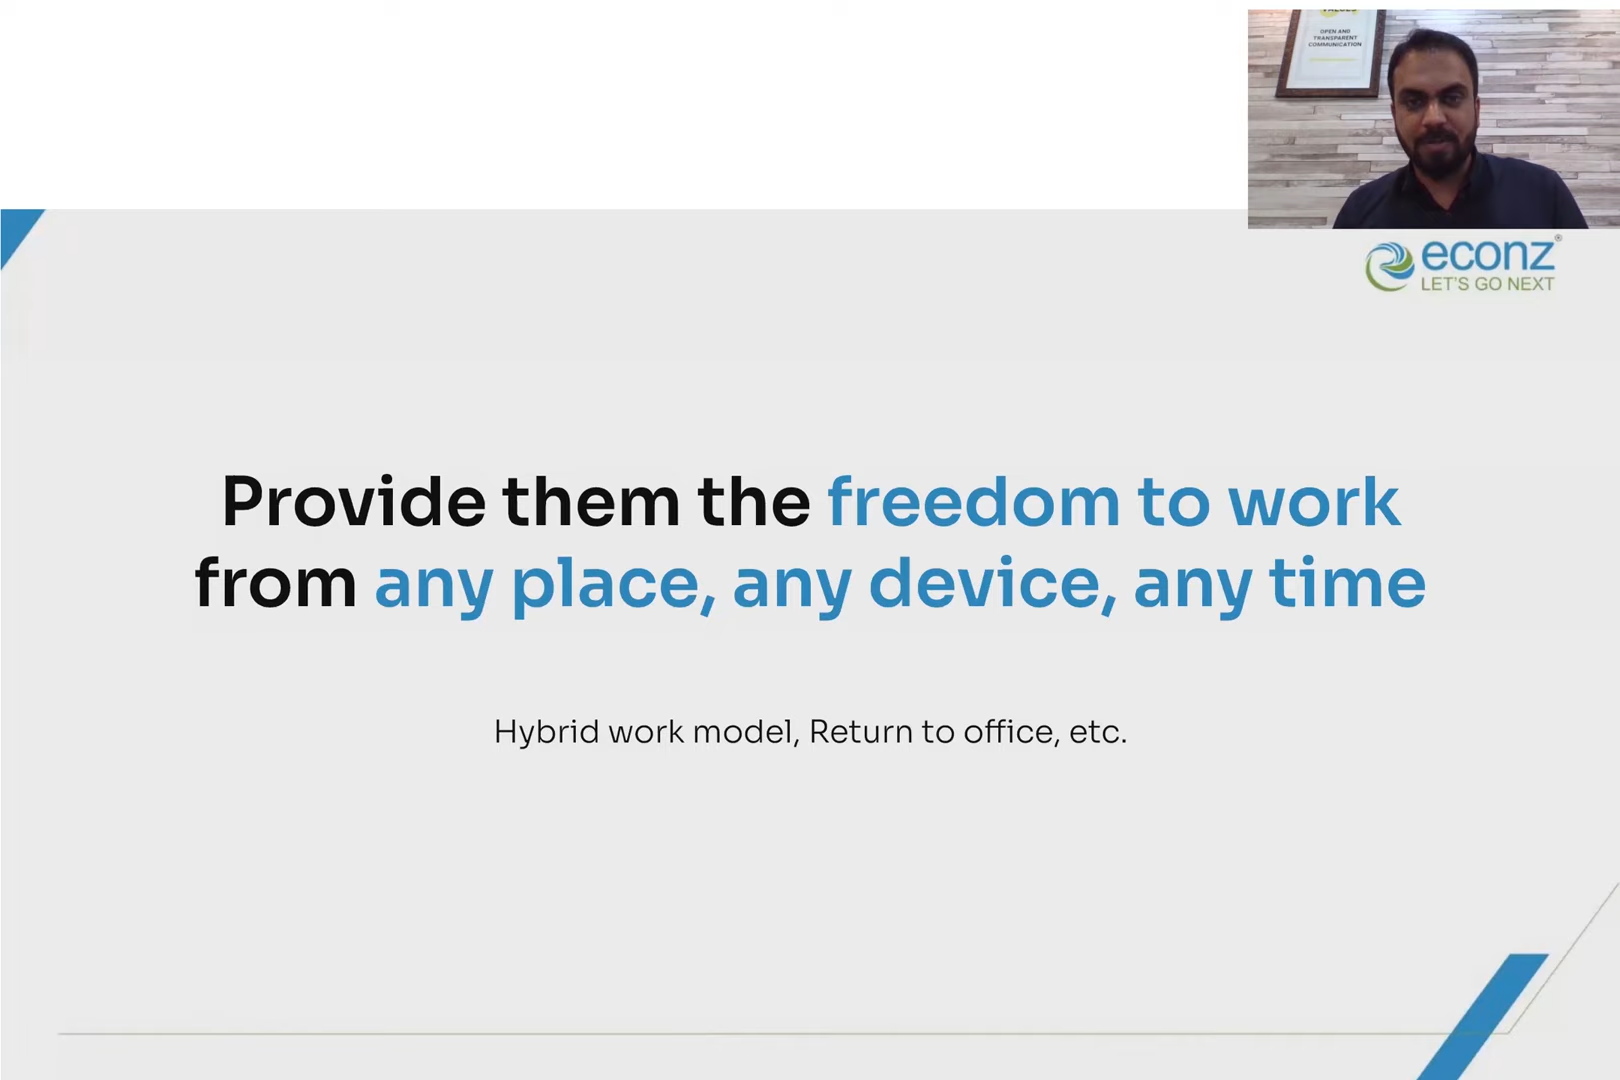 VALUES
OPEN AND
TRANSPARENT
COMMUNICATION
econz®
LET'S GO NEXT
Provide them the freedom to work
from any place, any device, any time
Hybrid work model, Return to office, etc.